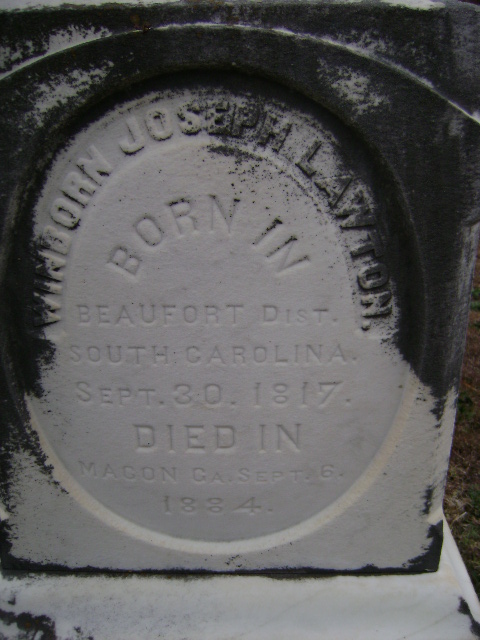 WINBORN JOSEPH LAWTON.
BORN IN
BEAUFORT DIST.
SOUTH CAROLINA.
SEPT. 30. 1817.
DIED IN
MACON GA. SEPT. 6.
1884.